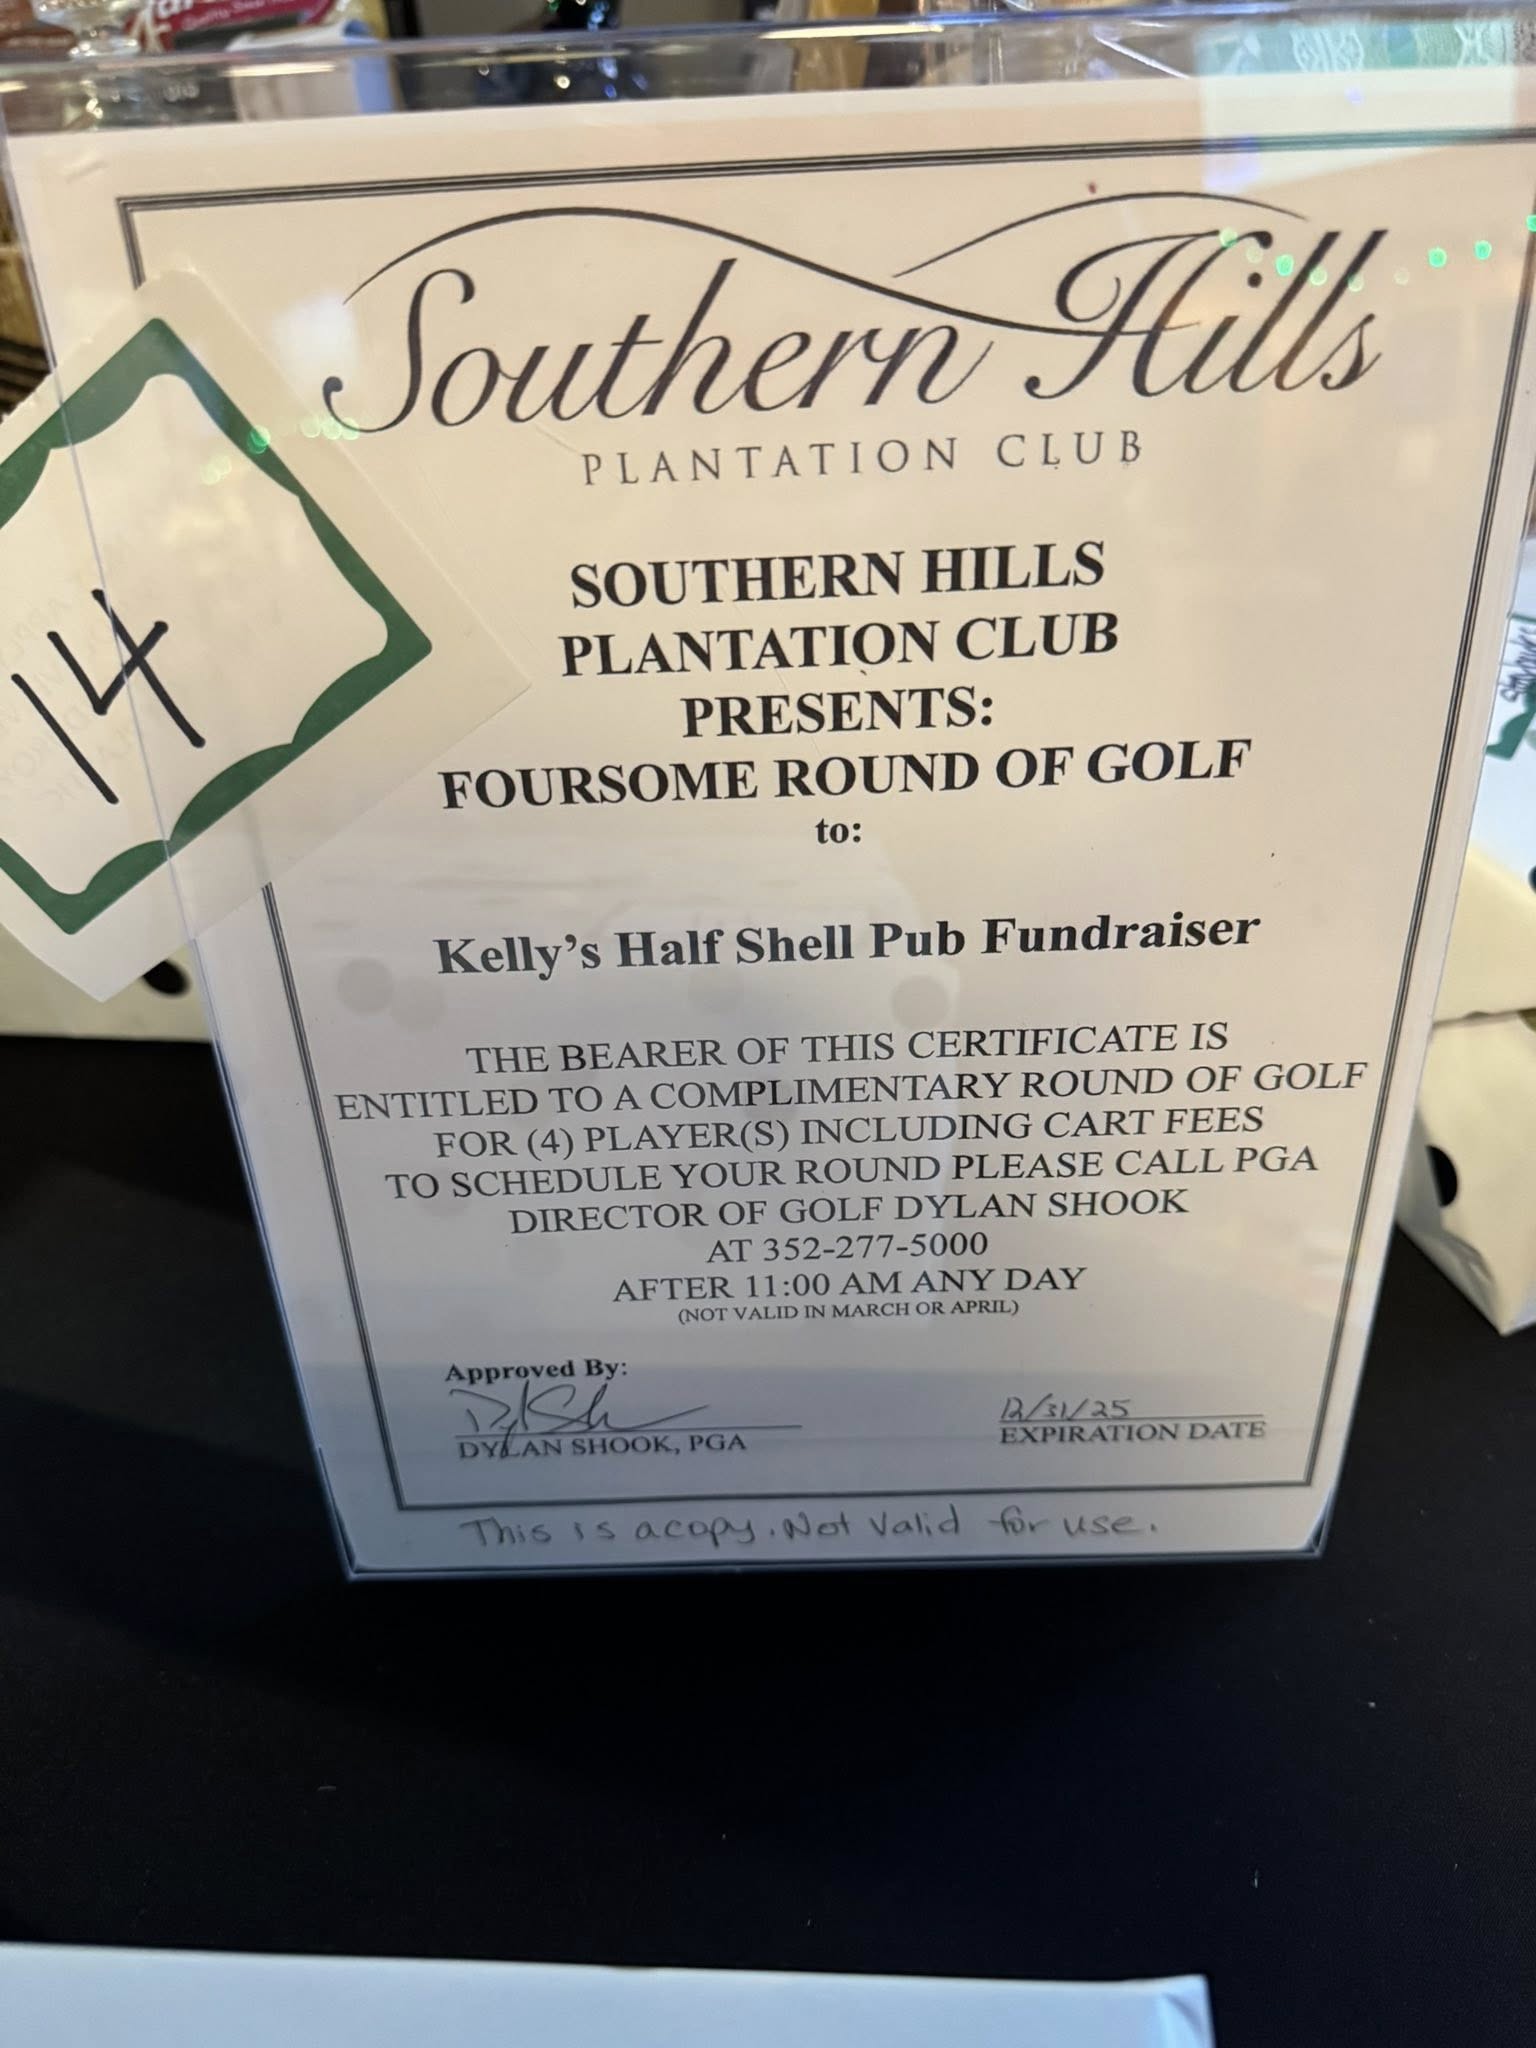 Southern Hills
PLANTATION CLUB
SOUTHERN HILLS
PLANTATION CLUB
PRESENTS:
FOURSOME ROUND OF GOLF
to:
14
Kelly's Half Shell Pub Fundraiser
THE BEARER OF THIS CERTIFICATE IS
ENTITLED TO A COMPLIMENTARY ROUND OF GOLF
FOR (4) PLAYER(S) INCLUDING CART FEES
TO SCHEDULE YOUR ROUND PLEASE CALL PGA
DIRECTOR OF GOLF DYLAN SHOOK
AT 352-277-5000
AFTER 11:00 AM ANY DAY
(NOT VALID IN MARCH OR APRIL)
Approved By:
DYLAN SHOOK, PGA
12/31/25
EXPIRATION DATE
This is a copy. Not Valid for use.